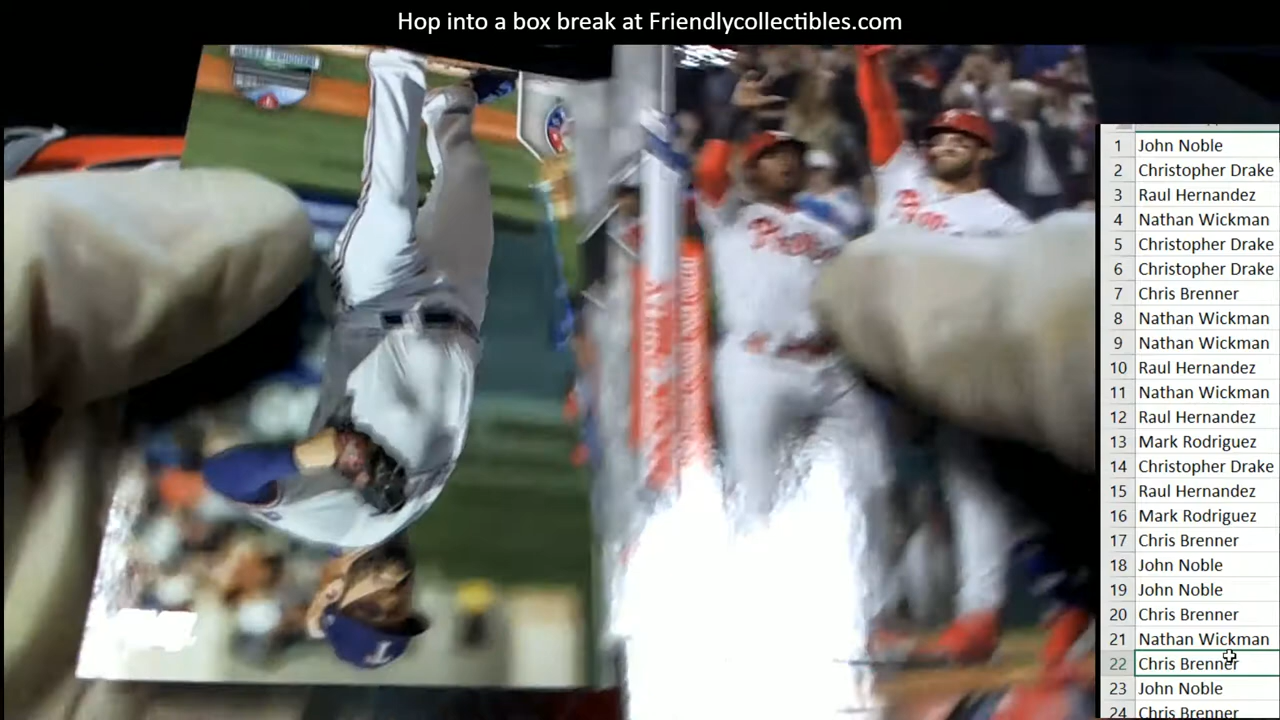 Hop into a box break at Friendlycollectibles.com
1 John Noble
2 Christopher Drake
3 Raul Hernandez
4 Nathan Wickman
5 Christopher Drake
6 Christopher Drake
7 Chris Brenner
8 Nathan Wickman
9 Nathan Wickman
10 Raul Hernandez
11 Nathan Wickman
12 Raul Hernandez
13 Mark Rodriguez
14 Christopher Drake
15 Raul Hernandez
16 Mark Rodriguez
17 Chris Brenner
18 John Noble
19 John Noble
20 Chris Brenner
21 Nathan Wickman
22 Chris Brenner
23 John Noble
24 Chris Brenner
T